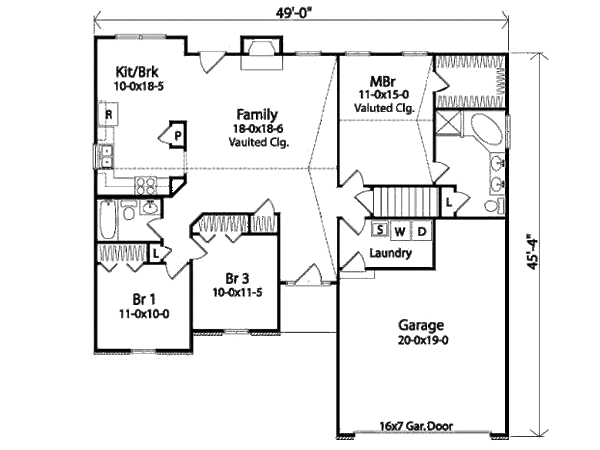 49'-0"
Kit/Brk
10-0x18-5
MBr
11-0x15-0
Valuted Clg.
R
Family
18-0x18-6
Vaulted Clg.
P
L
S W D
Laundry
L
45'-4"
Br 3
10-0x11-5
Br 1
11-0x10-0
Garage
20-0x19-0
16x7 Gar. Door